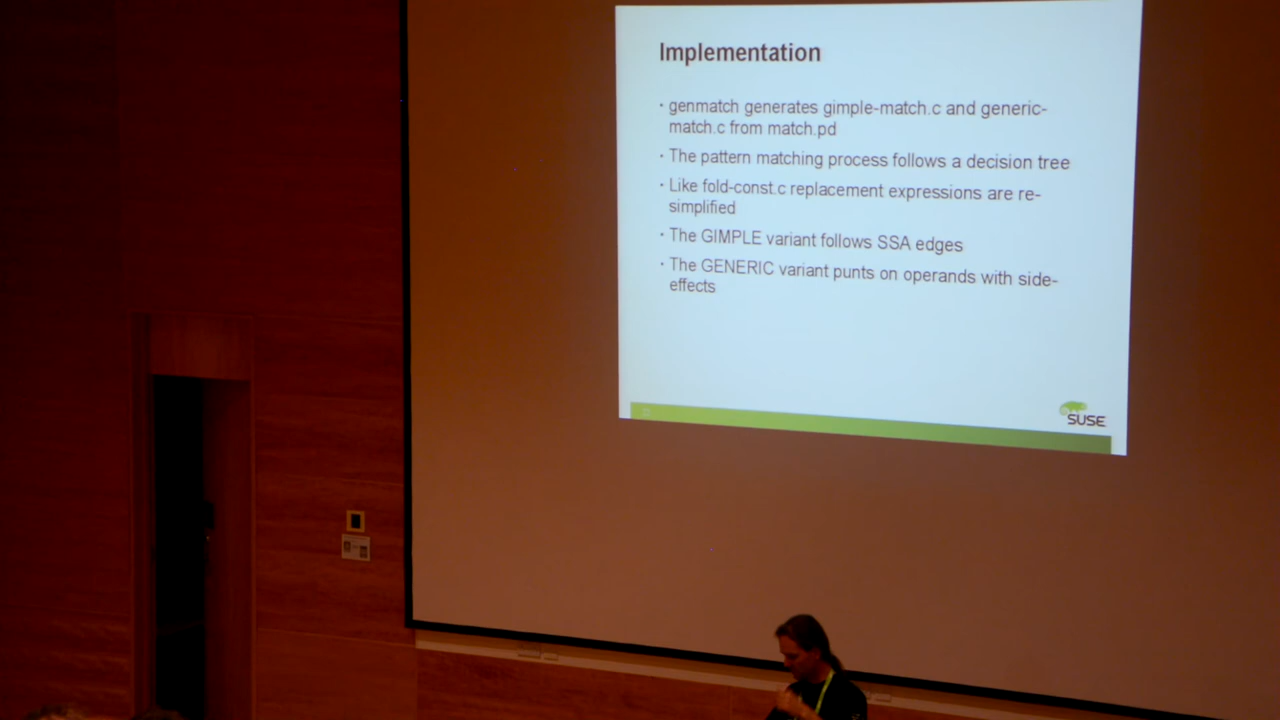 Implementation
· genmatch generates gimple-match.c and generic-
match.c from match.pd
· The pattern matching process follows a decision tree
· Like fold-const.c replacement expressions are re-
simplified
· The GIMPLE variant follows SSA edges
· The GENERIC variant punts on operands with side-
effects
SUSE